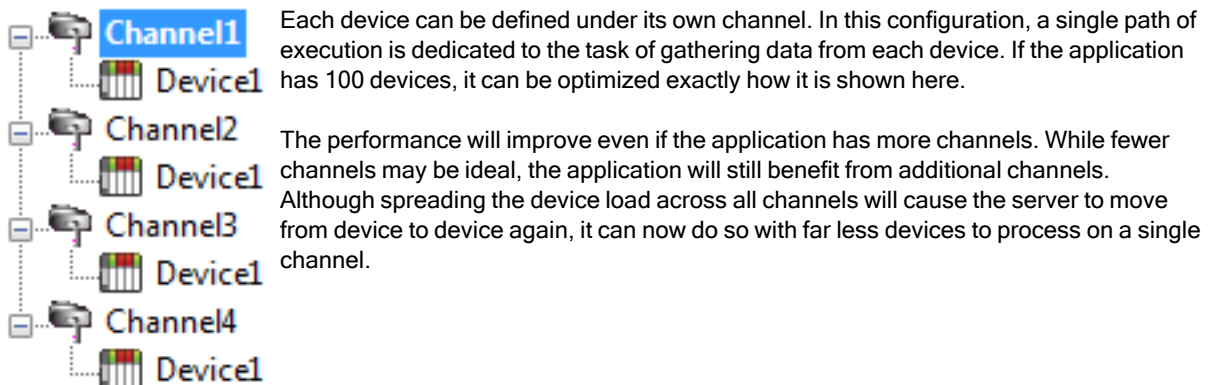 Channel1
Device1
Channel2
Device1
Channel3
Device1
Channel4
Device1
Each device can be defined under its own channel. In this configuration, a single path of
execution is dedicated to the task of gathering data from each device. If the application
has 100 devices, it can be optimized exactly how it is shown here.
The performance will improve even if the application has more channels. While fewer
channels may be ideal, the application will still benefit from additional channels.
Although spreading the device load across all channels will cause the server to move
from device to device again, it can now do so with far less devices to process on a single
channel.